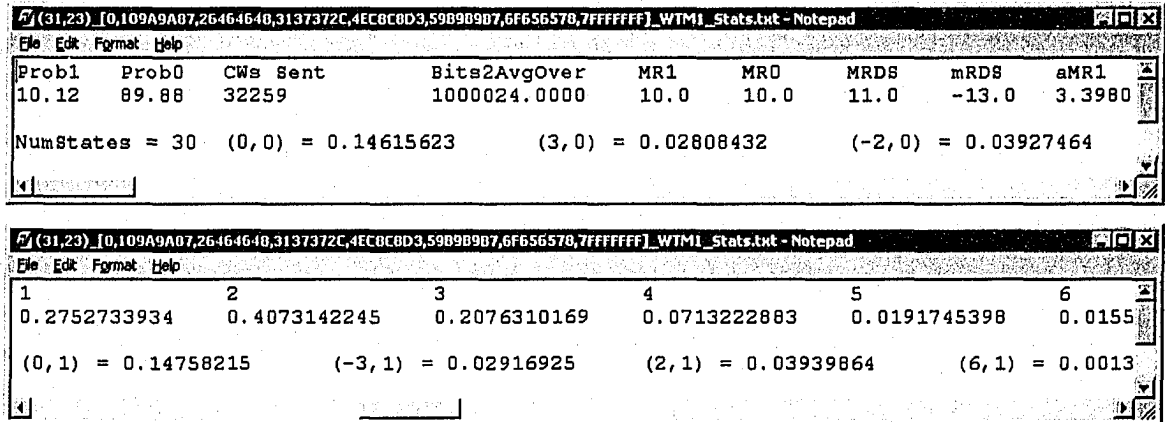 (31,23)_[0,109A9A87,26464648,3137372C,4EC8C8D3,59B9B9B7,6F656578,7FFFFFFF]_WTM1_Stats.txt - Notepad
File Edit Format Help
Prob1 Prob0 CWs Sent Bits2AvgOver MR1 MR0 MRDS mRDS aMR1
10.12 89.88 32259 1000024.0000 10.0 10.0 11.0 -13.0 3.3980
NumStates = 30 (0,0) = 0.14615623 (3,0) = 0.02808432 (-2,0) = 0.03927464
(31,23)_[0,109A9A87,26464648,3137372C,4EC8C8D3,59B9B9B7,6F656578,7FFFFFFF]_WTM1_Stats.txt - Notepad
File Edit Format Help
1 2 3 4 5 6
0.2752733934 0.4073142245 0.2076310169 0.0713222883 0.0191745398 0.0155
(0,1) = 0.14758215 (-3,1) = 0.02916925 (2,1) = 0.03939864 (6,1) = 0.0013